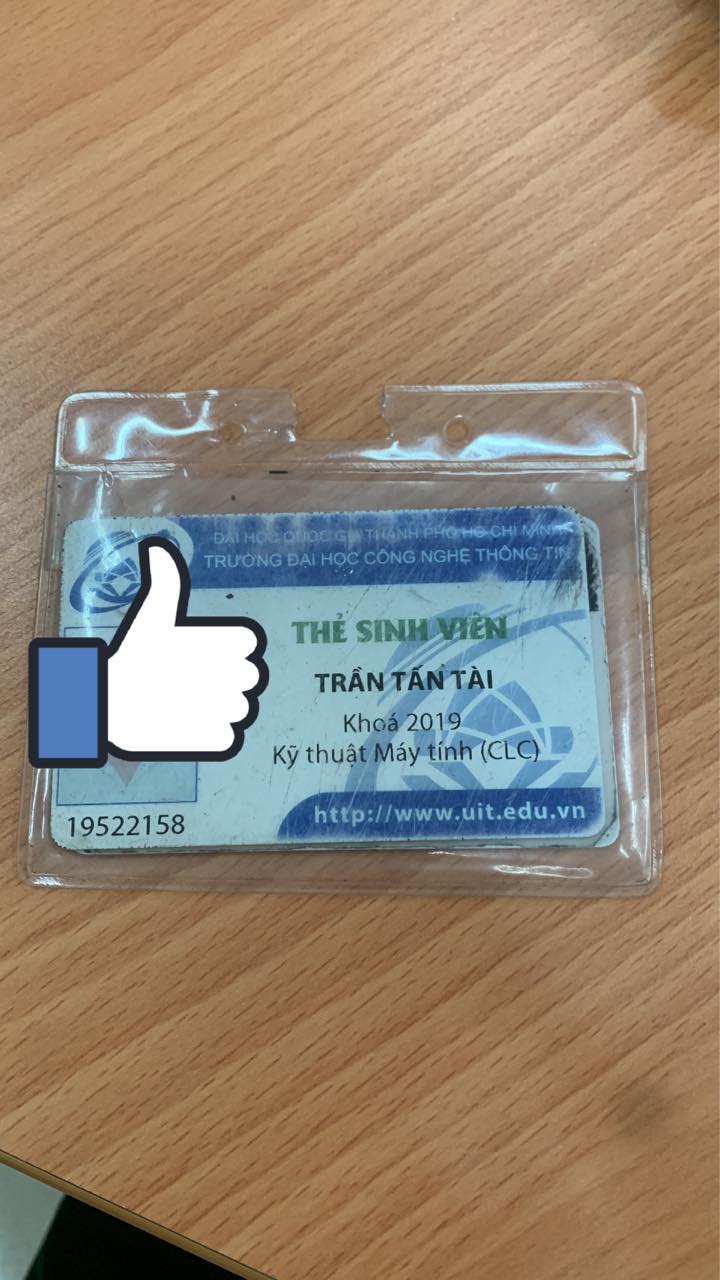 ĐẠI HỌC QUỐC GIA THÀNH PHỐ HỒ CHÍ MINH
TRƯỜNG ĐẠI HỌC CÔNG NGHỆ THÔNG TIN
THẺ SINH VIÊN
TRẦN TẤN TÀI
Khoá 2019
Kỹ thuật Máy tính (CLC)
19522158
http://www.uit.edu.vn